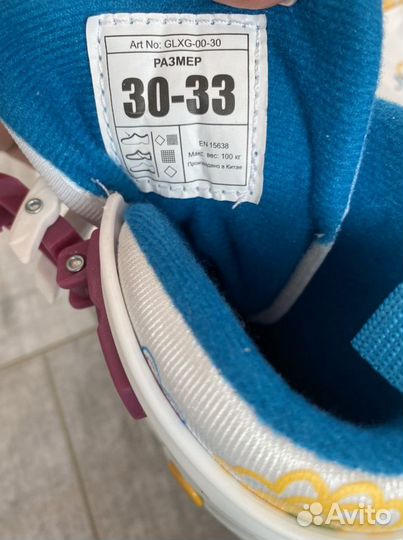 Art No: GLXG-00-30
РАЗМЕР
30-33
EN 15638
Макс. вес: 100 кг
Произведено в Китае
Avito